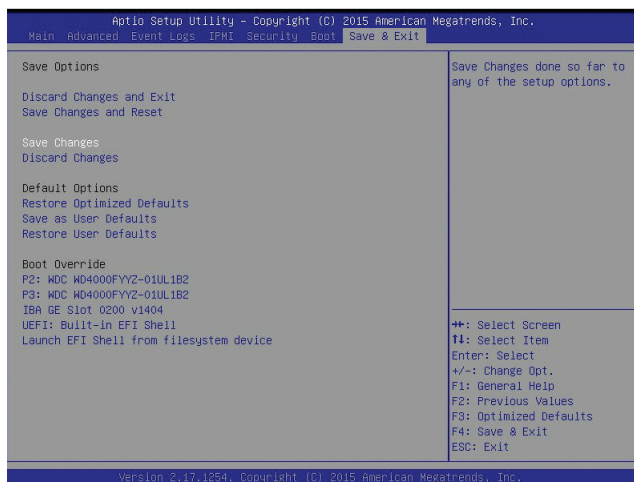 Aptio Setup Utility – Copyright (C) 2015 American Megatrends, Inc.
Main Advanced Event Logs IPMI Security Boot Save & Exit
Save Options
Discard Changes and Exit
Save Changes and Reset
Save Changes
Discard Changes
Default Options
Restore Optimized Defaults
Save as User Defaults
Restore User Defaults
Boot Override
P2: WDC WD4000FYYZ-01UL1B2
P3: WDC WD4000FYYZ-01UL1B2
IBA GE Slot 0200 v1404
UEFI: Built-in EFI Shell
Launch EFI Shell from filesystem device
Save Changes done so far to
any of the setup options.
→←: Select Screen
↑↓: Select Item
Enter: Select
+/-: Change Opt.
F1: General Help
F2: Previous Values
F3: Optimized Defaults
F4: Save & Exit
ESC: Exit
Version 2.17.1254. Copyright (C) 2015 American Megatrends, Inc.